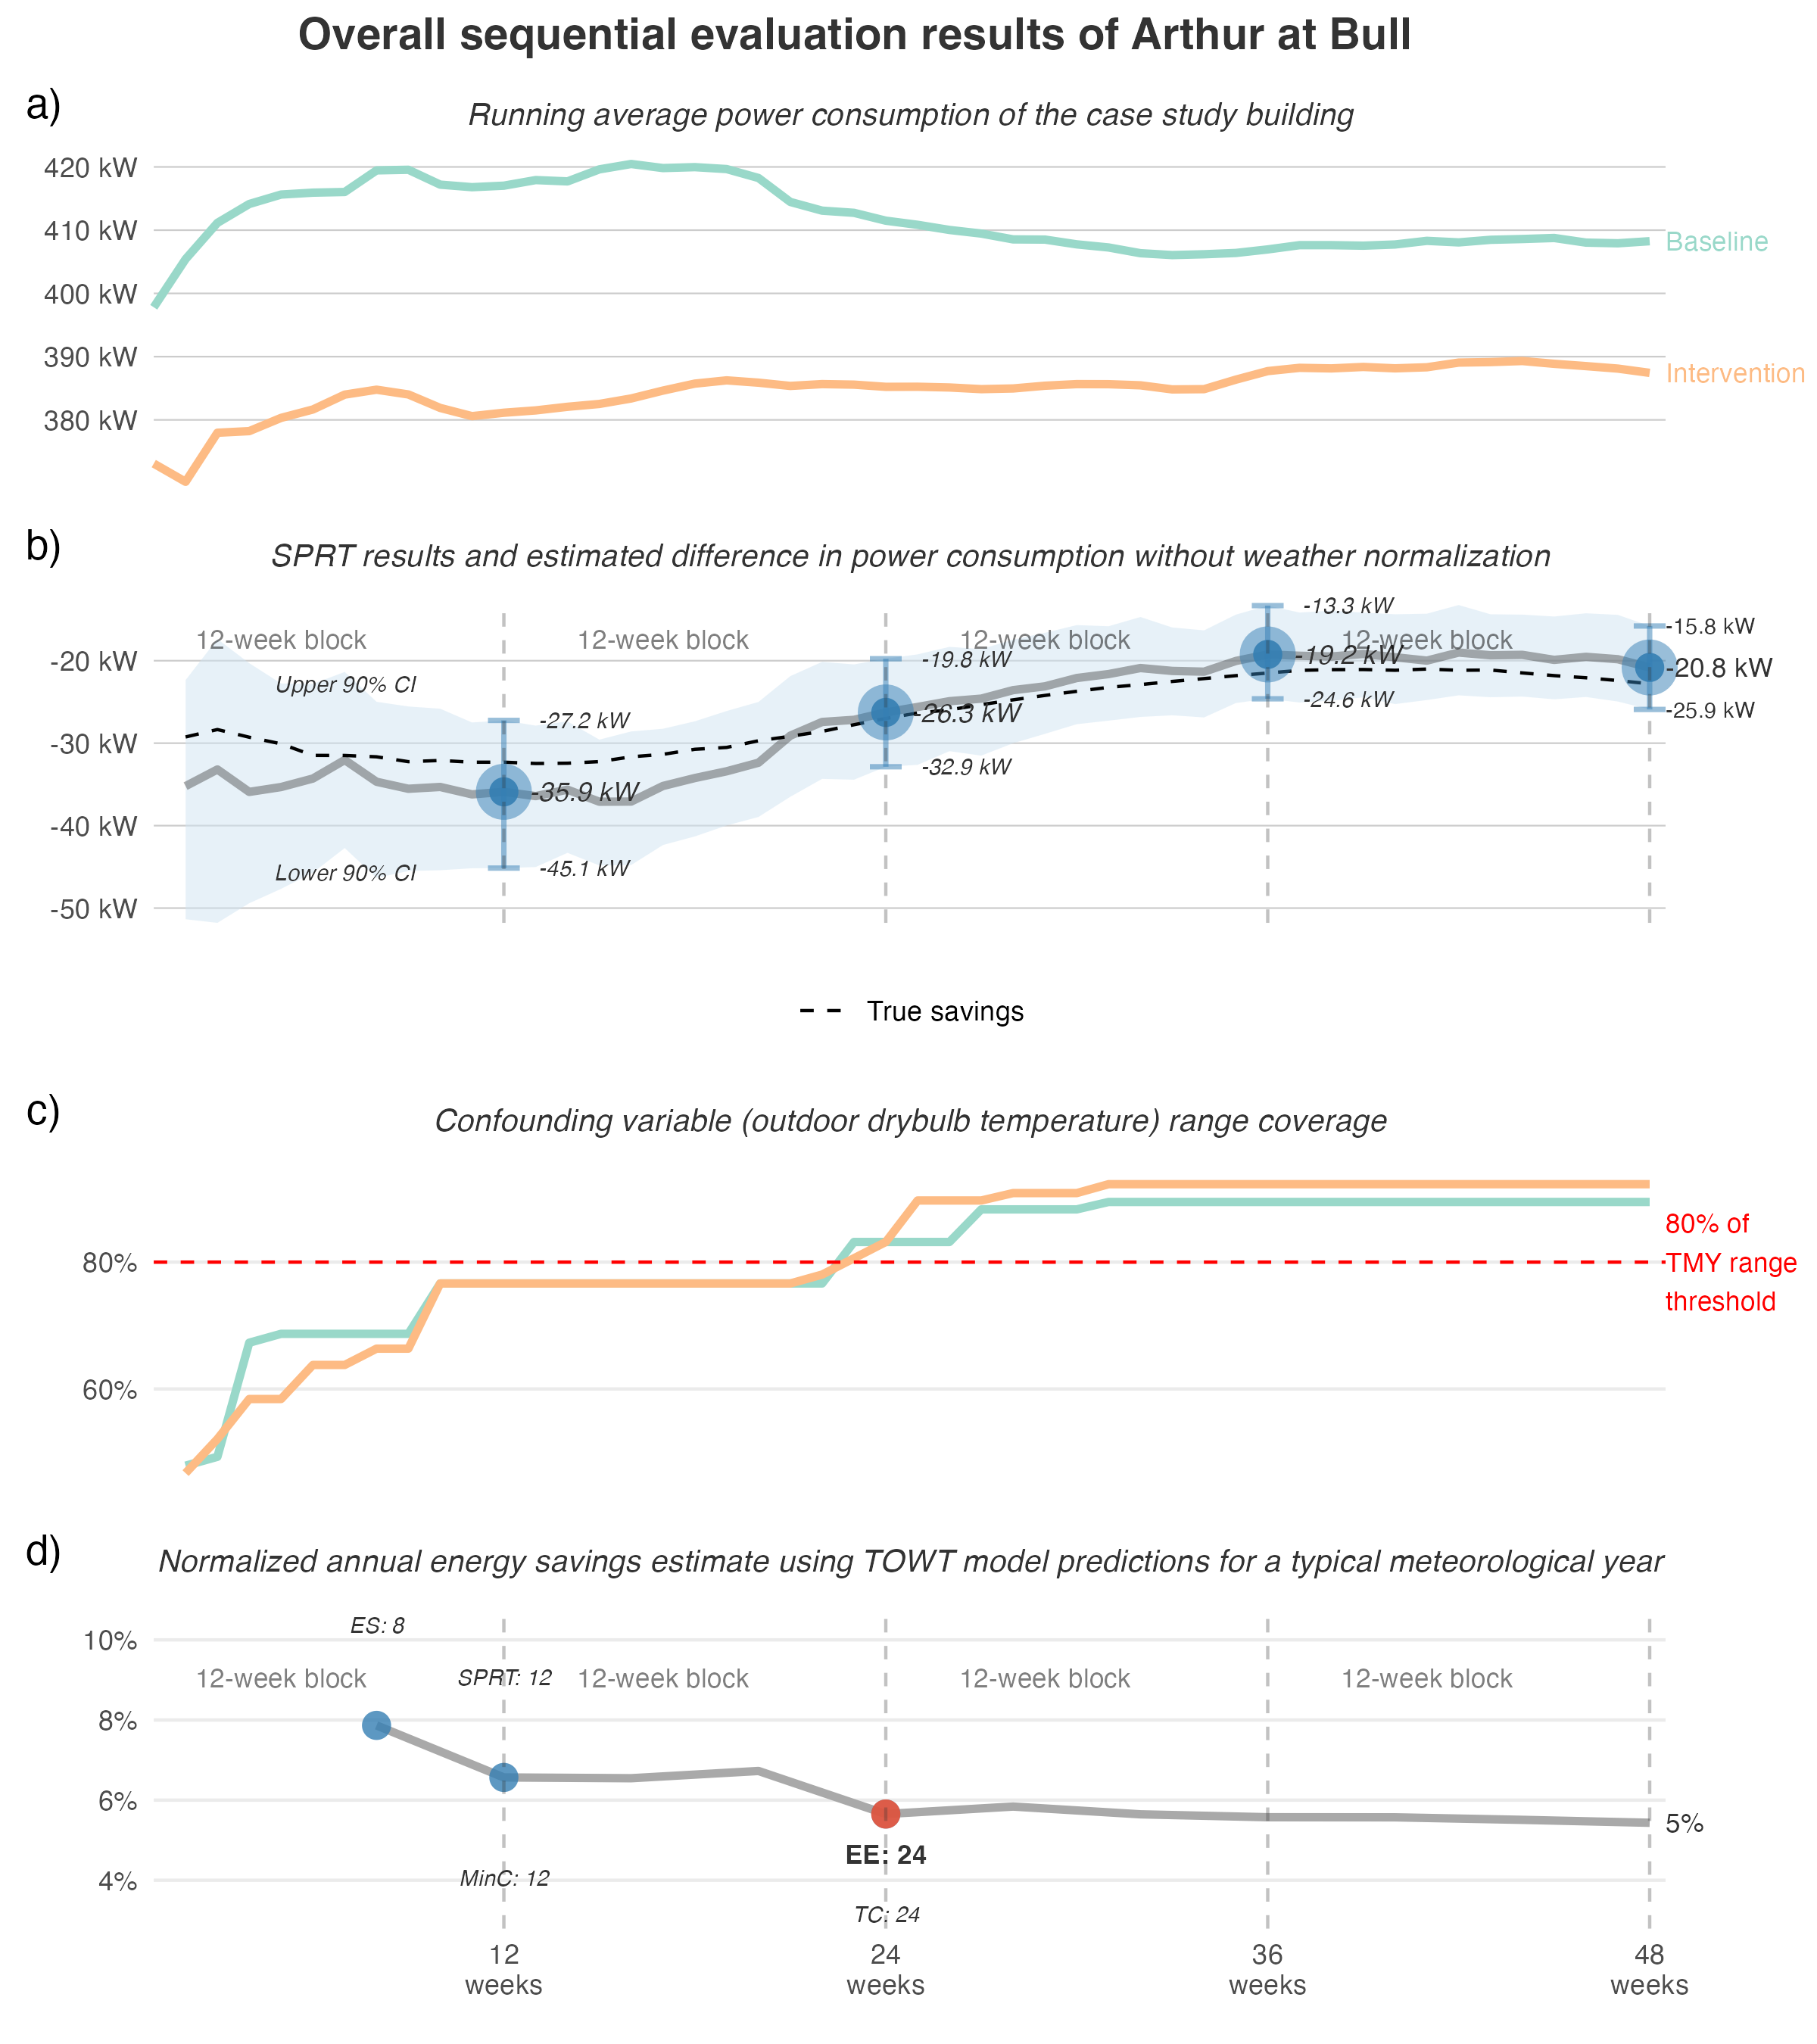 Overall sequential evaluation results of Arthur at Bull
a)
Running average power consumption of the case study building
420 kW
410 kW
400 kW
390 kW
380 kW
Baseline
Intervention
b)
SPRT results and estimated difference in power consumption without weather normalization
12-week block
12-week block
12-week block
12-week block
-20 kW
-30 kW
-40 kW
-50 kW
Upper 90% CI
Lower 90% CI
-27.2 kW
-35.9 kW
-45.1 kW
-19.8 kW
-26.3 kW
-32.9 kW
-13.3 kW
-19.2 kW
-24.6 kW
-15.8 kW
-20.8 kW
-25.9 kW
True savings
c)
Confounding variable (outdoor drybulb temperature) range coverage
80%
60%
80% of
TMY range
threshold
d)
Normalized annual energy savings estimate using TOWT model predictions for a typical meteorological year
10%
8%
6%
4%
ES: 8
12-week block
SPRT: 12
12-week block
12-week block
12-week block
MinC: 12
EE: 24
TC: 24
5%
12
weeks
24
weeks
36
weeks
48
weeks